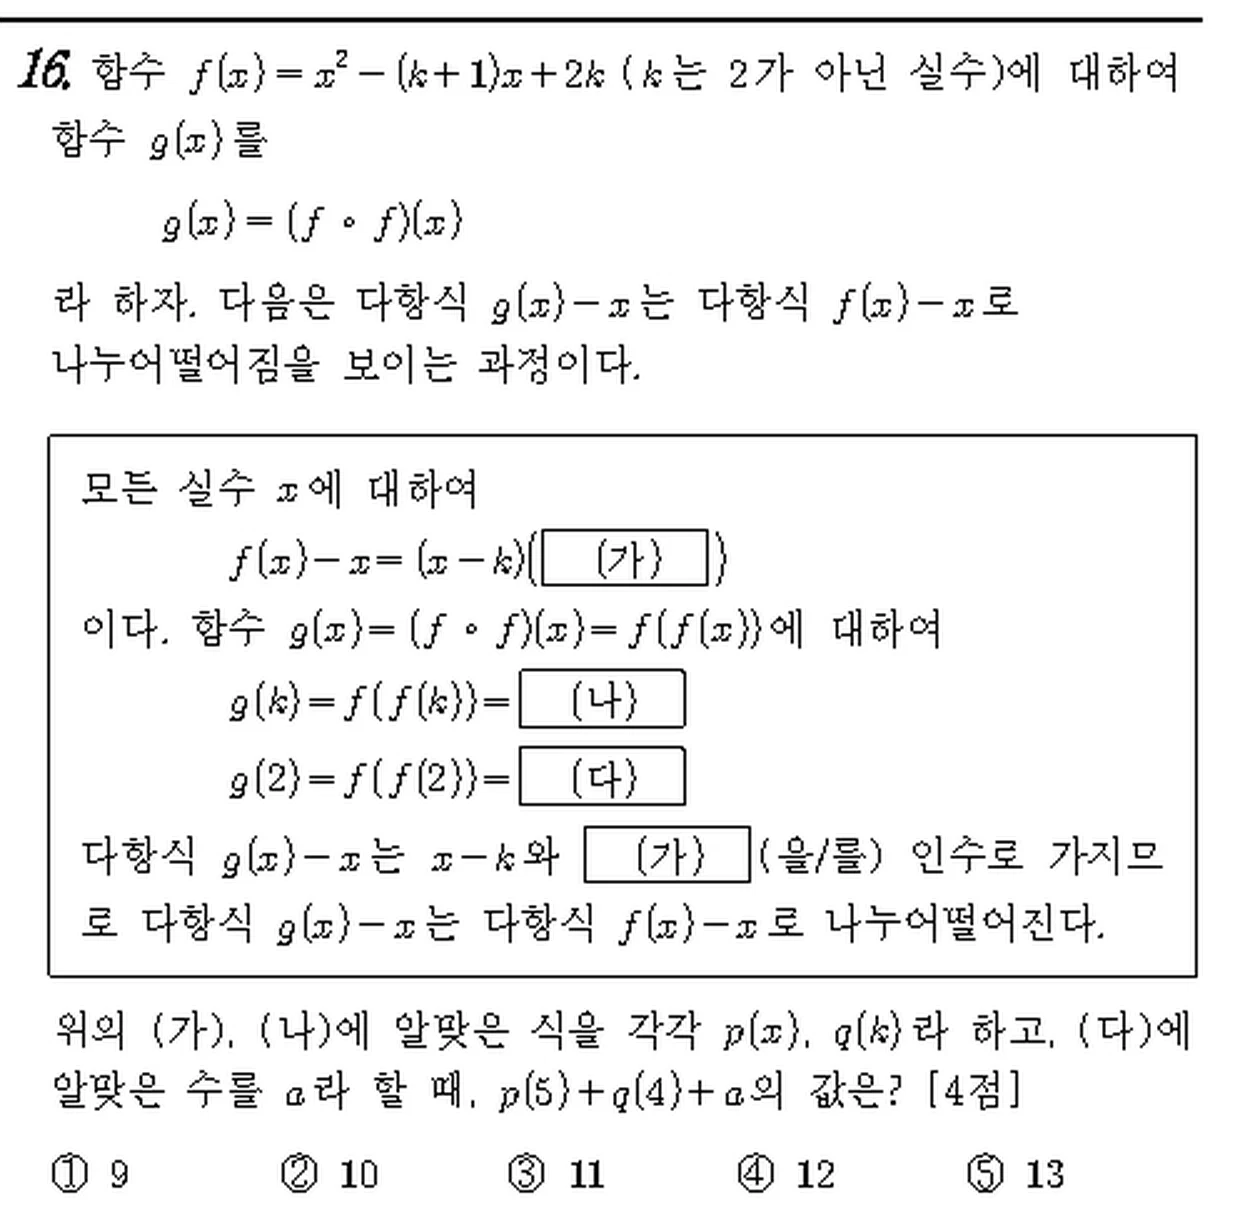 16. 함수 f(x)=x²-(k+1)x+2k (k는 2가 아닌 실수)에 대하여
함수 g(x)를
g(x)=(f∘f)(x)
라 하자. 다음은 다항식 g(x)-x는 다항식 f(x)-x로
나누어떨어짐을 보이는 과정이다.
모든 실수 x에 대하여
f(x)-x=(x-k)( (가) )
이다. 함수 g(x)=(f∘f)(x)=f(f(x))에 대하여
g(k)=f(f(k))= (나)
g(2)=f(f(2))= (다)
다항식 g(x)-x는 x-k와 (가) (을/를) 인수로 가지므
로 다항식 g(x)-x는 다항식 f(x)-x로 나누어떨어진다.
위의 (가), (나)에 알맞은 식을 각각 p(x), q(k)라 하고, (다)에
알맞은 수를 a라 할 때, p(5)+q(4)+a의 값은? [4점]
① 9 ② 10 ③ 11 ④ 12 ⑤ 13